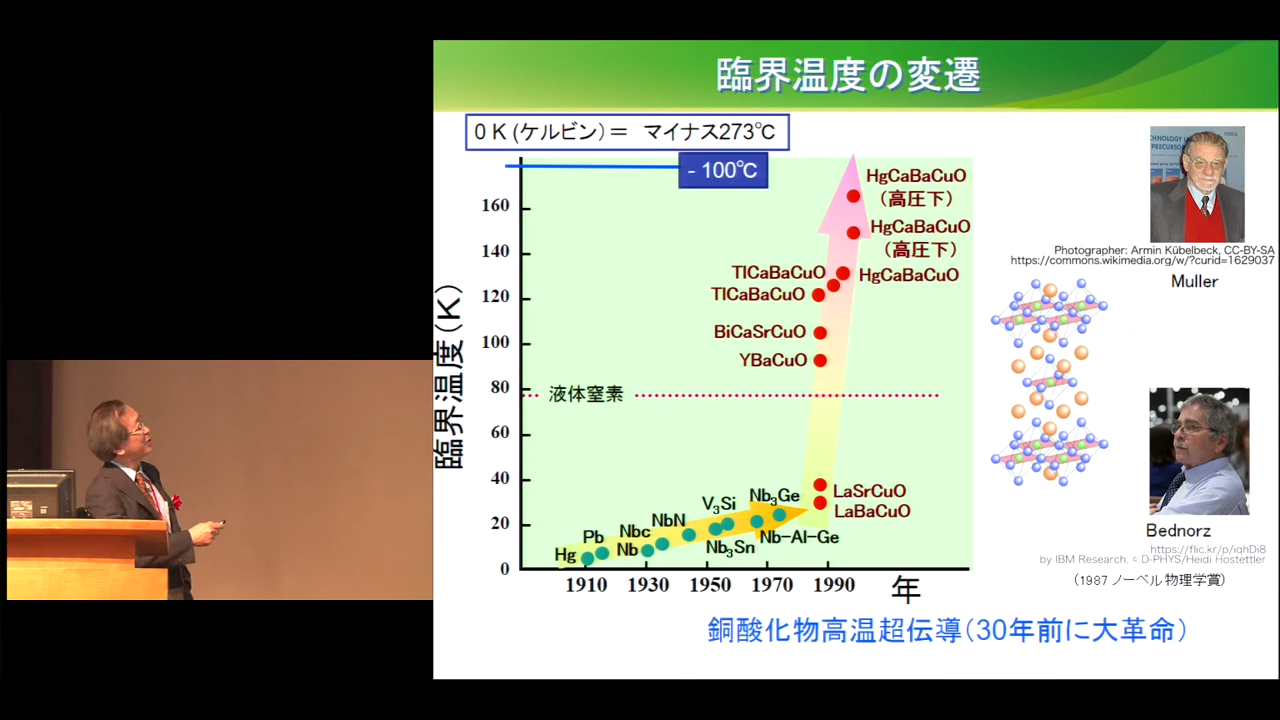 臨界温度の変遷
0 K (ケルビン) = マイナス273℃
- 100℃
臨界温度(K)
160
140
120
100
80
60
40
20
0
HgCaBaCuO
(高圧下)
HgCaBaCuO
(高圧下)
TlCaBaCuO
HgCaBaCuO
TlCaBaCuO
BiCaSrCuO
YBaCuO
液体窒素
LaSrCuO
LaBaCuO
Nb3Ge
V3Si
NbN
Nbc
Pb
Hg
Nb
Nb3Sn
Nb-Al-Ge
1910
1930
1950
1970
1990
年
銅酸化物高温超伝導(30年前に大革命)
Photographer: Armin Kübelbeck, CC-BY-SA
https://commons.wikimedia.org/w/?curid=1629037
Muller
Bednorz
https://flic.kr/p/iqhDi8
by IBM Research, © D-PHYS/Heidi Hostettler
(1987 ノーベル物理学賞)